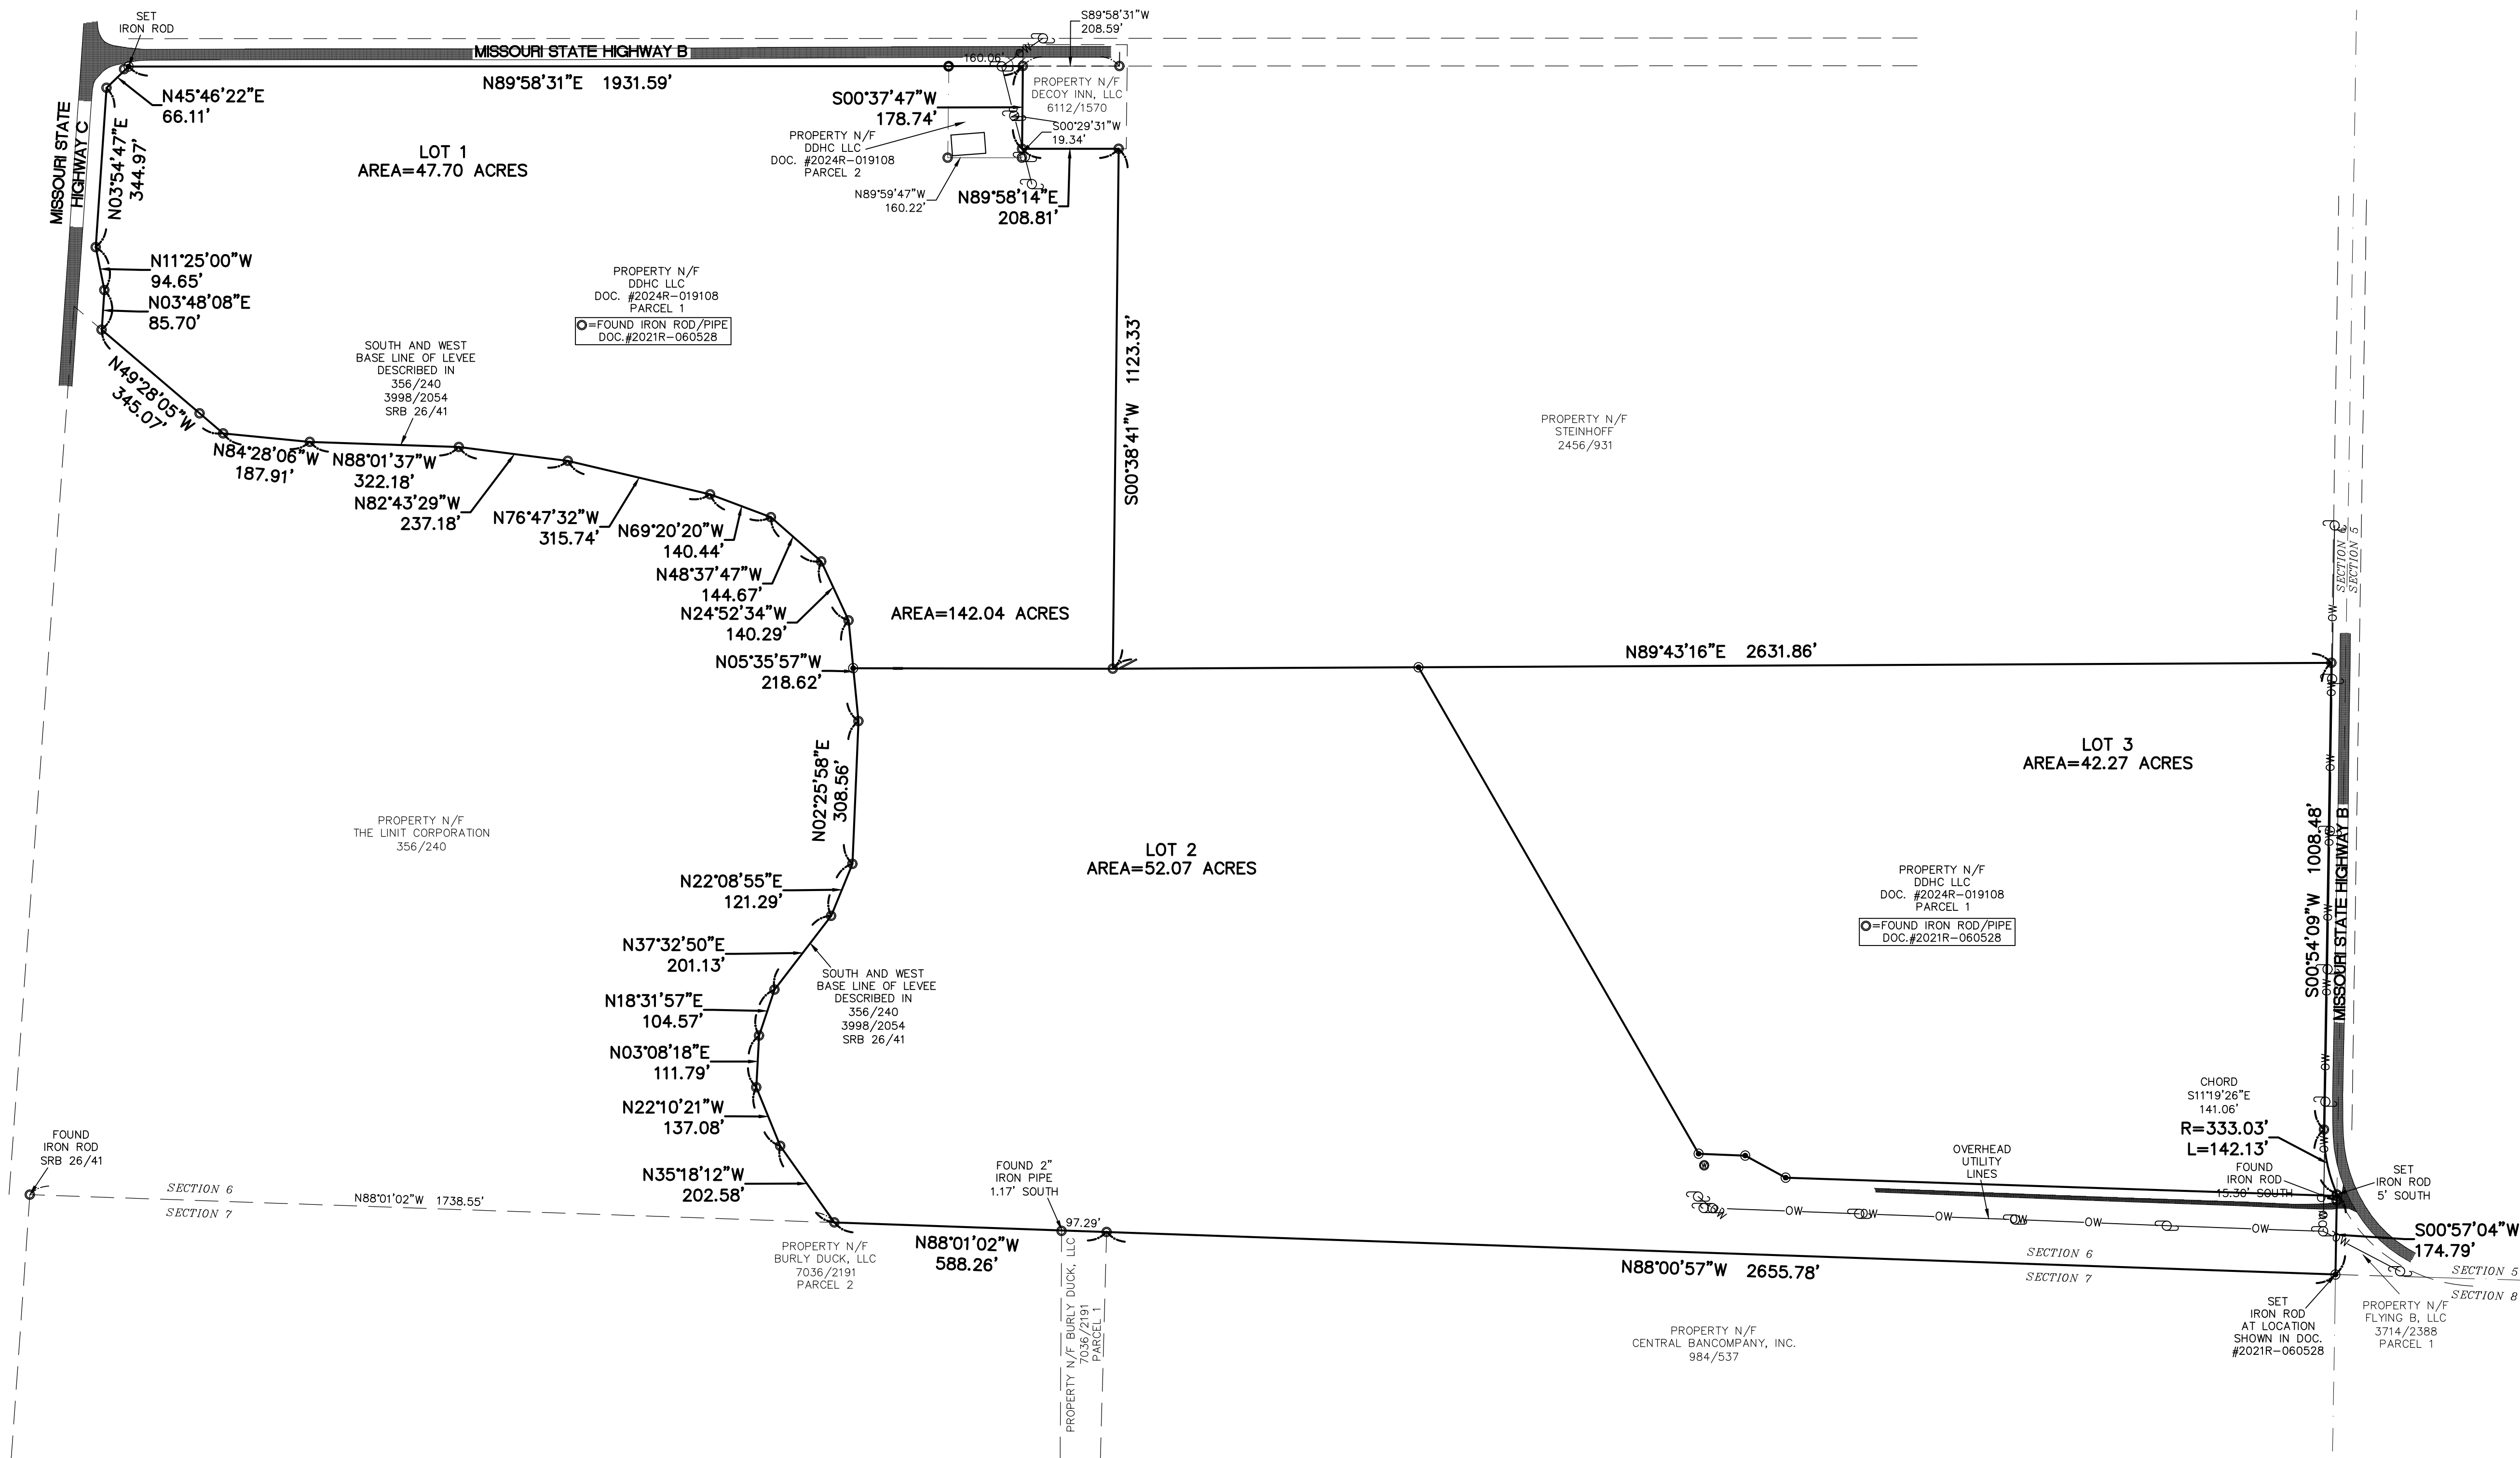 SET
IRON ROD
S89°58'31"W
208.59'
MISSOURI STATE HIGHWAY B
160.06'
N89°58'31"E 1931.59'
N45°46'22"E
66.11'
S00°37'47"W
178.74'
PROPERTY N/F
DECOY INN, LLC
6112/1570
MISSOURI STATE
HIGHWAY C
N03°54'47"E
344.97'
LOT 1
AREA=47.70 ACRES
PROPERTY N/F
DDHC LLC
DOC. #2024R-019108
PARCEL 2
S00°29'31"W
19.34'
N89°59'47"W
160.22'
N89°58'14"E
208.81'
N11°25'00"W
94.65'
N03°48'08"E
85.70'
PROPERTY N/F
DDHC LLC
DOC. #2024R-019108
PARCEL 1
=FOUND IRON ROD/PIPE
DOC.#2021R-060528
SOUTH AND WEST
BASE LINE OF LEVEE
DESCRIBED IN
356/240
3998/2054
SRB 26/41
S00°38'41"W 1123.33'
N49°28'05"W
345.07'
N84°28'06"W
187.91'
N88°01'37"W
322.18'
N82°43'29"W
237.18'
N76°47'32"W
315.74'
N69°20'20"W
140.44'
N48°37'47"W
144.67'
N24°52'34"W
140.29'
PROPERTY N/F
STEINHOFF
2456/931
SECTION 6
SECTION 5
AREA=142.04 ACRES
N05°35'57"W
218.62'
N89°43'16"E 2631.86'
OW
OW
LOT 3
AREA=42.27 ACRES
N02°25'58"E
308.56'
OW
PROPERTY N/F
THE LINIT CORPORATION
356/240
LOT 2
AREA=52.07 ACRES
S00°54'09"W 1008.48'
MISSOURI STATE HIGHWAY B
OW
OW
OW
OW
PROPERTY N/F
DDHC LLC
DOC. #2024R-019108
PARCEL 1
=FOUND IRON ROD/PIPE
DOC.#2021R-060528
N22°08'55"E
121.29'
N37°32'50"E
201.13'
SOUTH AND WEST
BASE LINE OF LEVEE
DESCRIBED IN
356/240
3998/2054
SRB 26/41
N18°31'57"E
104.57'
N03°08'18"E
111.79'
N22°10'21"W
137.08'
CHORD
S11°19'26"E
141.06'
R=333.03'
L=142.13'
OW
FOUND
IRON ROD
SRB 26/41
N35°18'12"W
202.58'
FOUND 2"
IRON PIPE
1.17' SOUTH
OVERHEAD
UTILITY
LINES
FOUND
IRON ROD
15.30' SOUTH
SET
IRON ROD
5' SOUTH
SECTION 6
SECTION 7
N88°01'02"W 1738.55'
W
OW
OW
OW
OW
OW
OW
OW
OW
OW
97.29'
N88°01'02"W
588.26'
S00°57'04"W
174.79'
PROPERTY N/F
BURLY DUCK, LLC
7036/2191
PARCEL 2
PROPERTY N/F BURLY DUCK, LLC
7036/2191
PARCEL 1
N88°00'57"W 2655.78'
SECTION 6
SECTION 7
SECTION 5
SECTION 8
SET
IRON ROD
AT LOCATION
SHOWN IN DOC.
#2021R-060528
PROPERTY N/F
FLYING B, LLC
3714/2388
PARCEL 1
PROPERTY N/F
CENTRAL BANCOMPANY, INC.
984/537